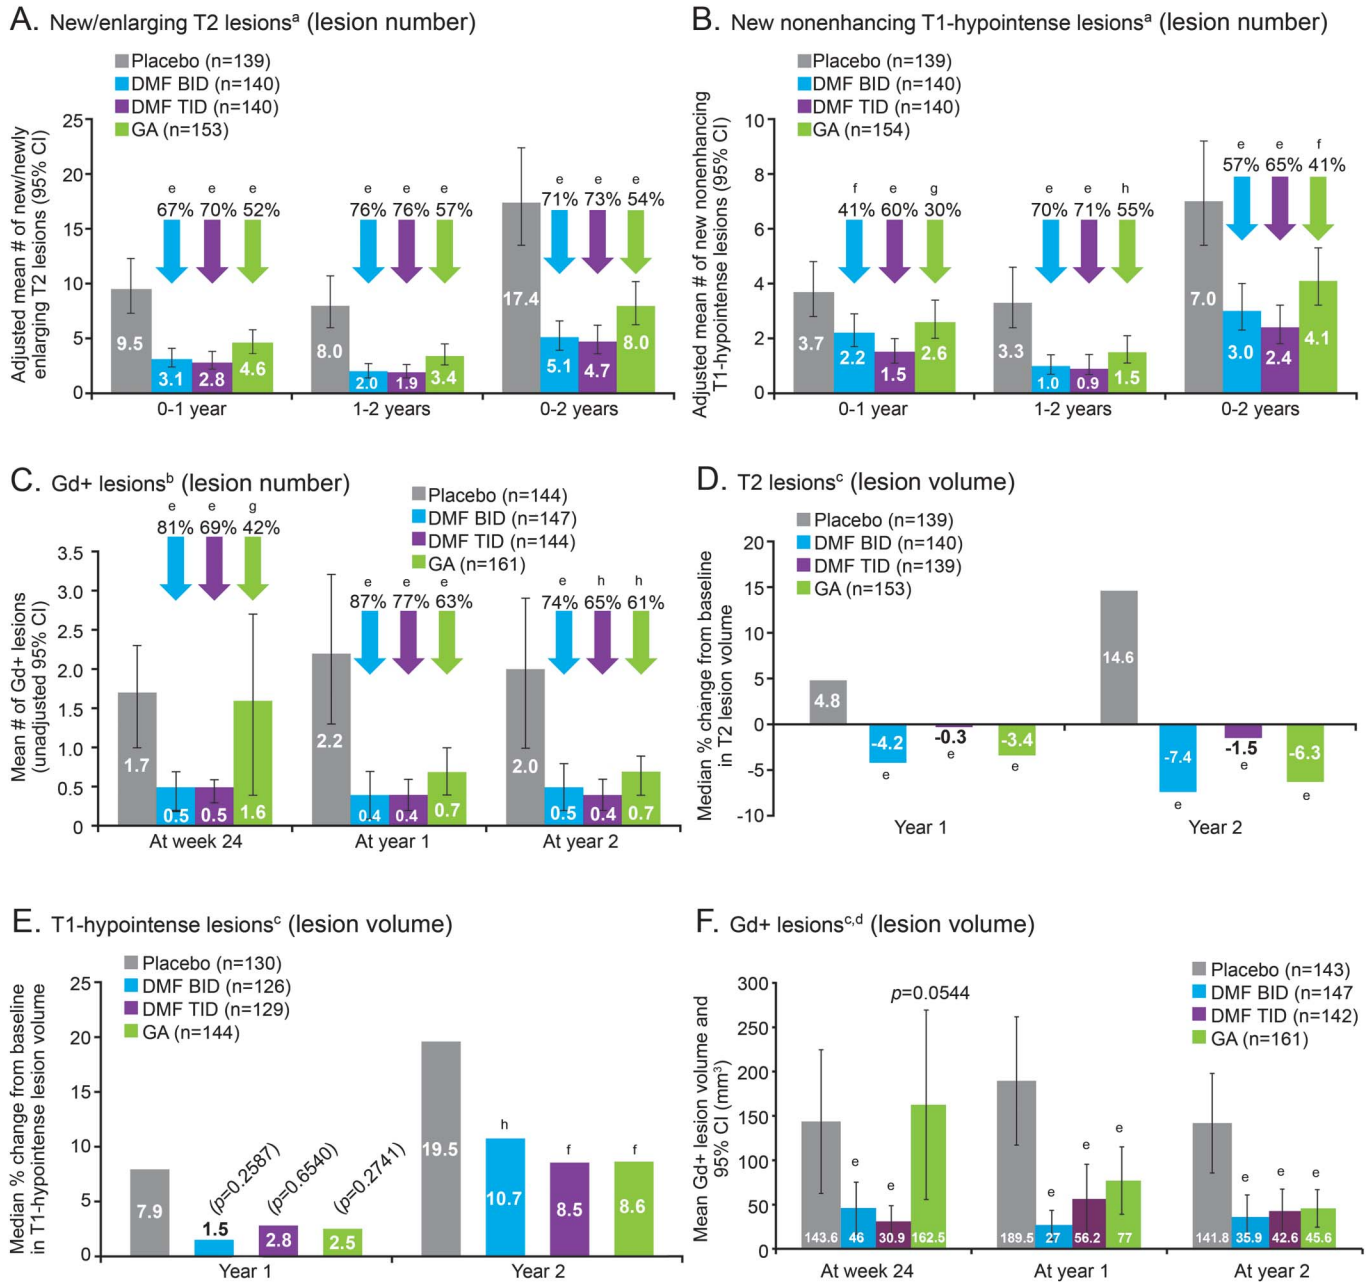 A. New/enlarging T2 lesionsᵃ (lesion number)
Placebo (n=139)
DMF BID (n=140)
DMF TID (n=140)
GA (n=153)
Adjusted mean # of new/newly
enlarging T2 lesions (95% CI)
25
20
15
10
5
0
e e e
67% 70% 52%
9.5 3.1 2.8 4.6
0-1 year
e e e
76% 76% 57%
8.0 2.0 1.9 3.4
1-2 years
e e e
71% 73% 54%
17.4 5.1 4.7 8.0
0-2 years
B. New nonenhancing T1-hypointense lesionsᵃ (lesion number)
Placebo (n=139)
DMF BID (n=140)
DMF TID (n=140)
GA (n=154)
Adjusted mean # of new nonenhancing
T1-hypointense lesions (95% CI)
10
8
6
4
2
0
f e g
41% 60% 30%
3.7 2.2 1.5 2.6
0-1 year
e e h
70% 71% 55%
3.3 1.0 0.9 1.5
1-2 years
e e f
57% 65% 41%
7.0 3.0 2.4 4.1
0-2 years
C. Gd+ lesionsᵇ (lesion number)
Placebo (n=144)
DMF BID (n=147)
DMF TID (n=144)
GA (n=161)
Mean # of Gd+ lesions
(unadjusted 95% CI)
3.5
3.0
2.5
2.0
1.5
1.0
0.5
0
e e g
81% 69% 42%
1.7 0.5 0.5 1.6
At week 24
e e e
87% 77% 63%
2.2 0.4 0.4 0.7
At year 1
e h h
74% 65% 61%
2.0 0.5 0.4 0.7
At year 2
D. T2 lesionsᶜ (lesion volume)
Placebo (n=139)
DMF BID (n=140)
DMF TID (n=139)
GA (n=153)
Median % change from baseline
in T2 lesion volume
20
15
10
5
0
-5
-10
4.8 -4.2 -0.3 -3.4
e e e
Year 1
14.6 -7.4 -1.5 -6.3
e e e
Year 2
E. T1-hypointense lesionsᶜ (lesion volume)
Placebo (n=130)
DMF BID (n=126)
DMF TID (n=129)
GA (n=144)
Median % change from baseline
in T1-hypointense lesion volume
25
20
15
10
5
0
(p=0.2587) (p=0.6540) (p=0.2741)
7.9 1.5 2.8 2.5
Year 1
h f f
19.5 10.7 8.5 8.6
Year 2
F. Gd+ lesionsᶜ,ᵈ (lesion volume)
Placebo (n=143)
DMF BID (n=147
DMF TID (n=142)
GA (n=161)
Mean Gd+ lesion volume and
95% CI (mm³)
300
250
200
150
100
50
0
p=0.0544
e e
143.6 46 30.9 162.5
At week 24
e e e
189.5 27 56.2 77
At year 1
e e e
141.8 35.9 42.6 45.6
At year 2